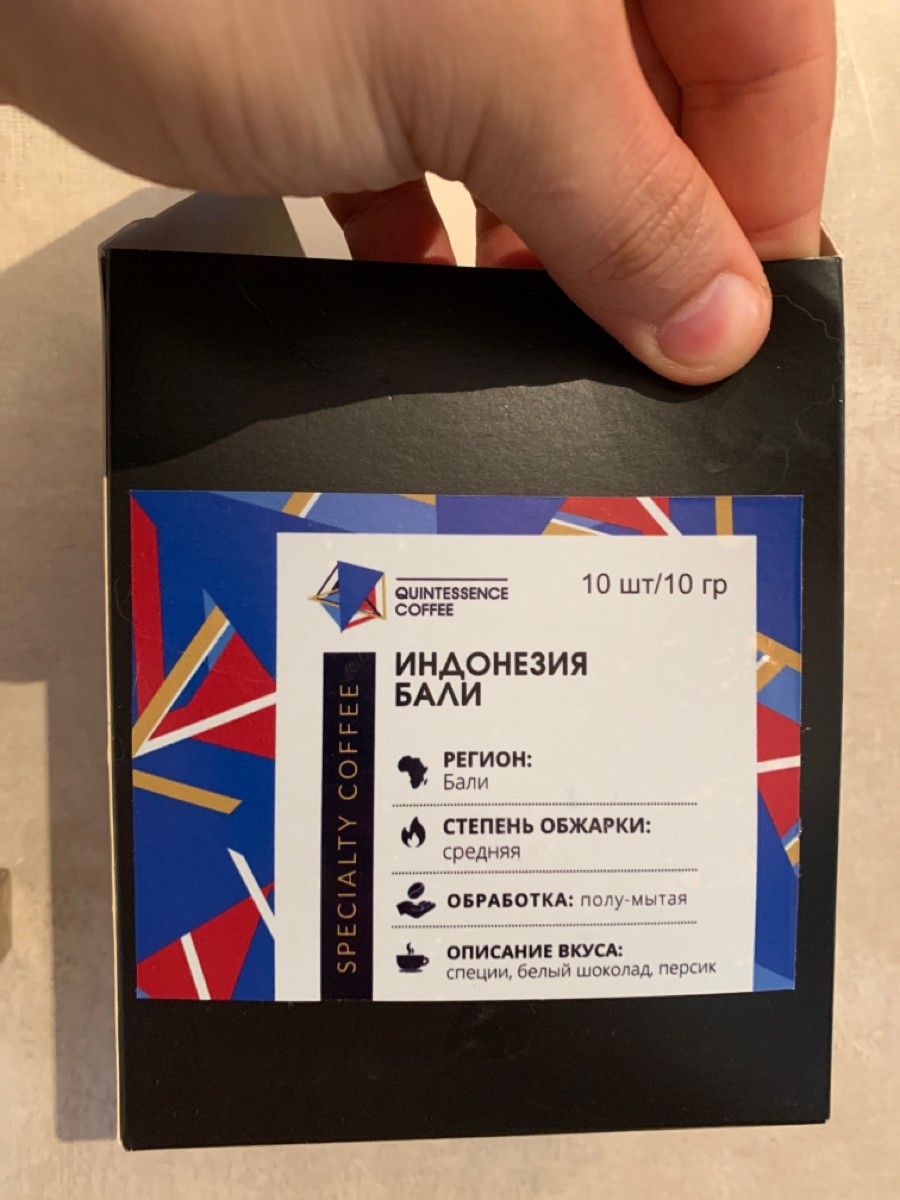 QUINTESSENCE
COFFEE
10 шт/10 гр
ИНДОНЕЗИЯ
БАЛИ
SPECIALTY COFFEE
РЕГИОН:
Бали
СТЕПЕНЬ ОБЖАРКИ:
средняя
ОБРАБОТКА: полу-мытая
ОПИСАНИЕ ВКУСА:
специи, белый шоколад, персик